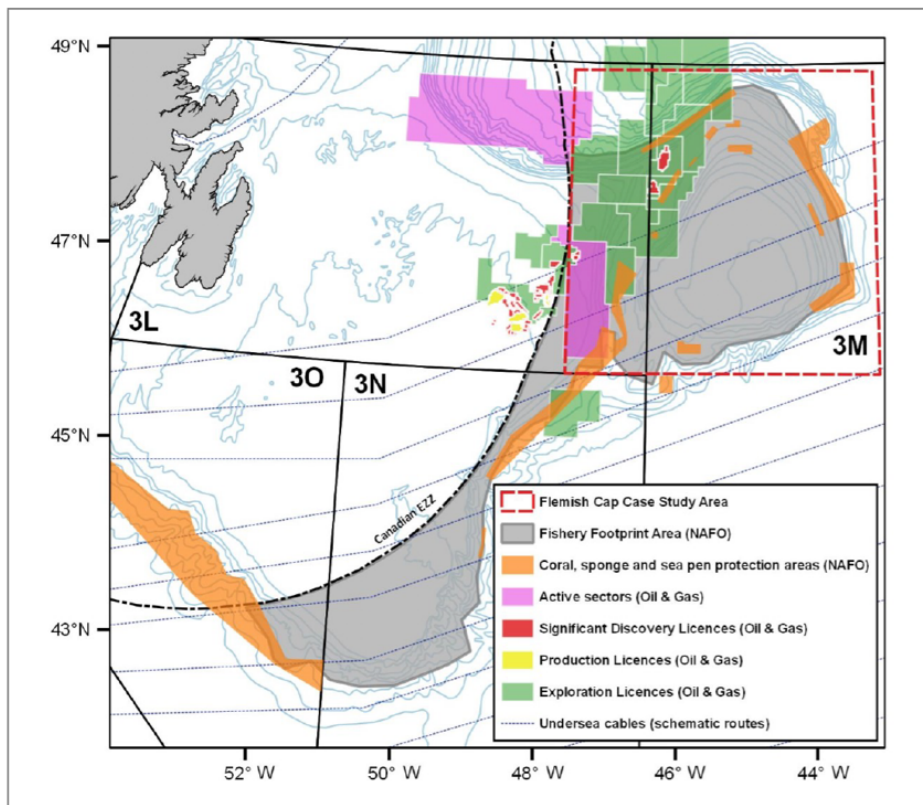 49°N
47°N
3L
3M
3O
3N
45°N
Canadian EZZ
Flemish Cap Case Study Area
Fishery Footprint Area (NAFO)
Coral, sponge and sea pen protection areas (NAFO)
Active sectors (Oil & Gas)
Significant Discovery Licences (Oil & Gas)
43°N
Production Licences (Oil & Gas)
Exploration Licences (Oil & Gas)
Undersea cables (schematic routes)
52° W
50° W
48° W
46° W
44° W